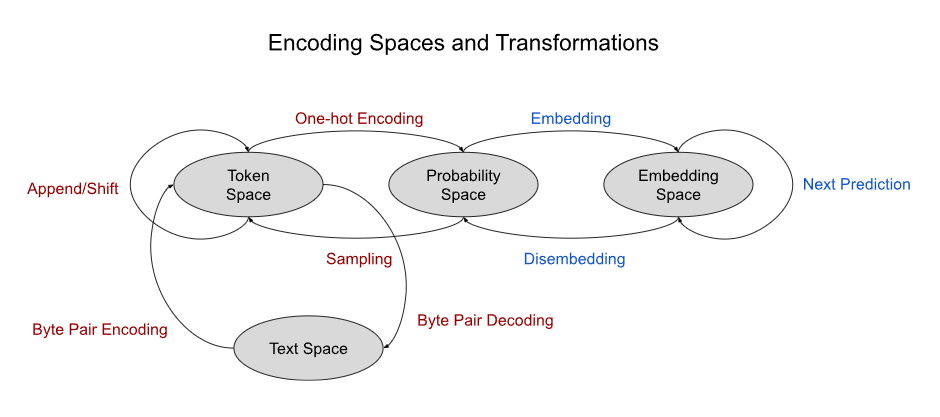 Encoding Spaces and Transformations
One-hot Encoding
Embedding
Token
Space
Probability
Space
Embedding
Space
Append/Shift
Next Prediction
Sampling
Disembedding
Byte Pair Encoding
Byte Pair Decoding
Text Space